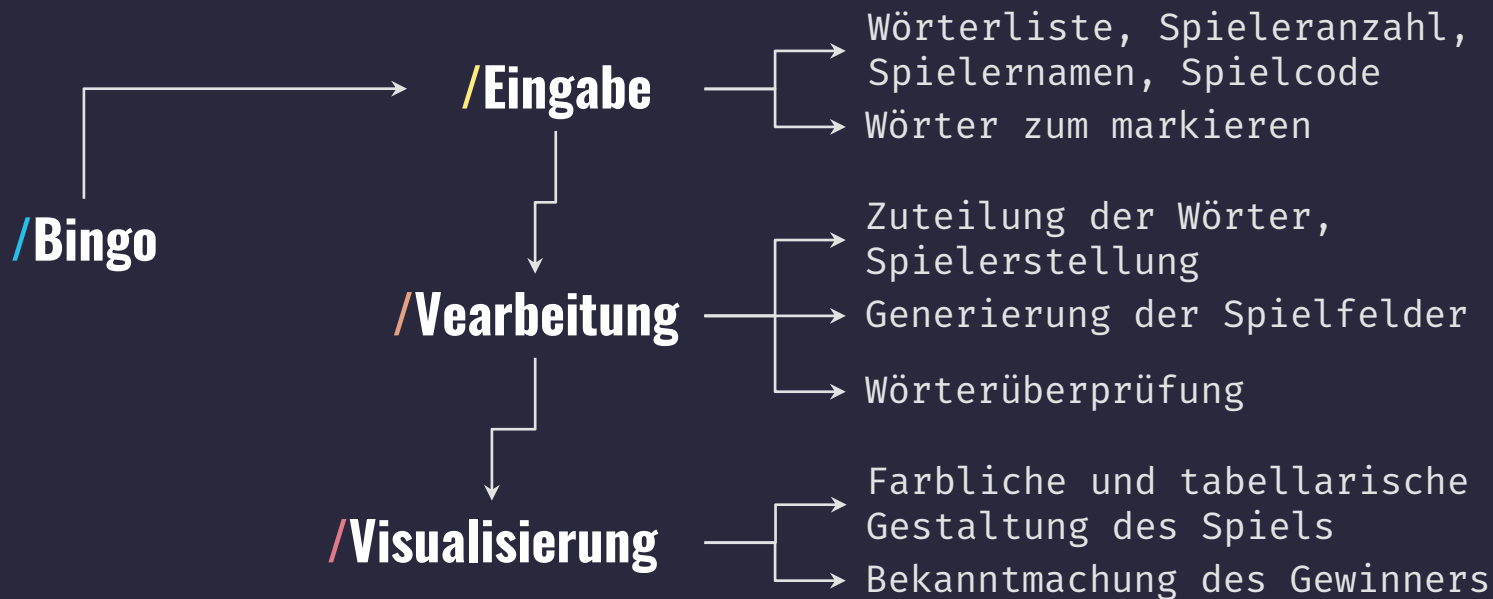 /Bingo
/Eingabe
Wörterliste, Spieleranzahl,
Spielernamen, Spielcode
Wörter zum markieren
/Vearbeitung
Zuteilung der Wörter,
Spielerstellung
Generierung der Spielfelder
Wörterüberprüfung
/Visualisierung
Farbliche und tabellarische
Gestaltung des Spiels
Bekanntmachung des Gewinners